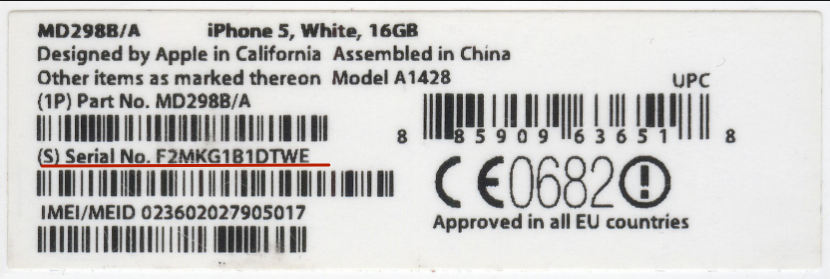 MD298B/A iPhone 5, White, 16GB
Designed by Apple in California Assembled in China
Other items as marked thereon Model A1428
(1P) Part No. MD298B/A
UPC
8 85909 63651 8
(S) Serial No. F2MKG1B1DTWE
CE0682
IMEI/MEID 023602027905017
Approved in all EU countries